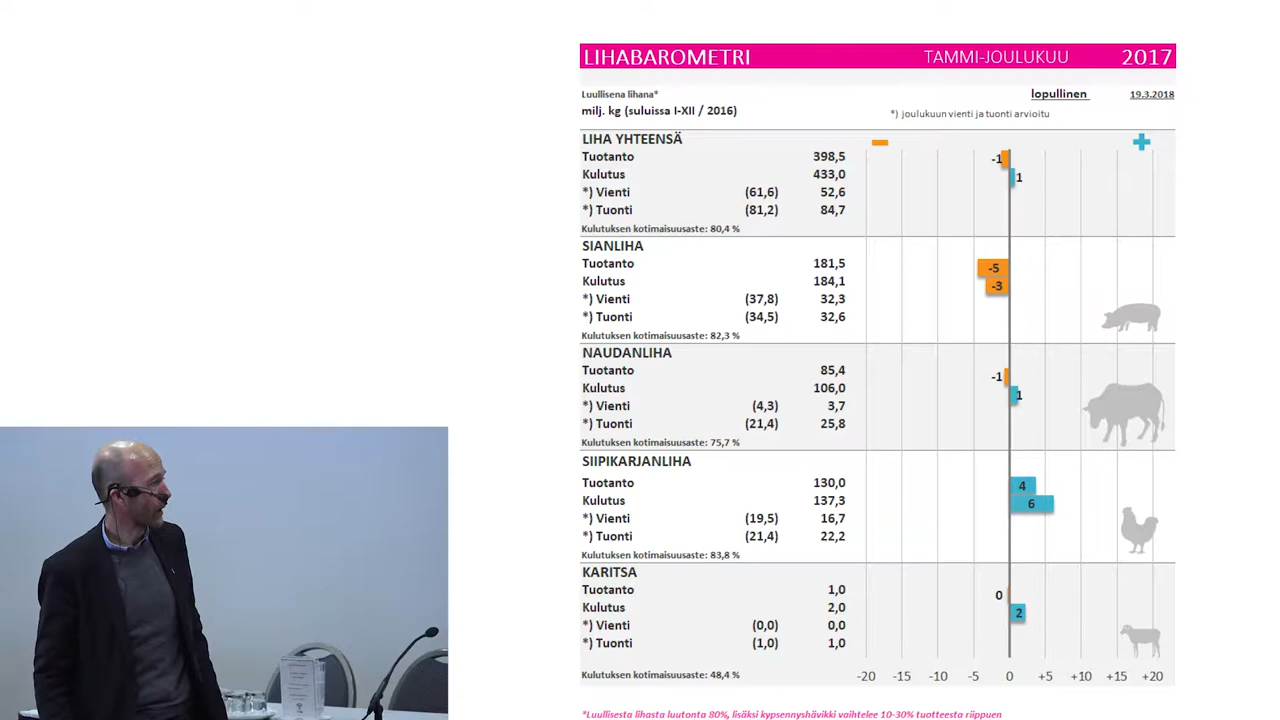 LIHABAROMETRI TAMMI-JOULUKUU 2017
Luullisena lihana* lopullinen 19.3.2018
milj. kg (suluissa I-XII / 2016) *) joulukuun vienti ja tuonti arvioitu
LIHA YHTEENSÄ
Tuotanto 398,5 -1
Kulutus 433,0 1
*) Vienti (61,6) 52,6
*) Tuonti (81,2) 84,7
Kulutuksen kotimaisuusaste: 80,4 %
SIANLIHA
Tuotanto 181,5 -5
Kulutus 184,1 -3
*) Vienti (37,8) 32,3
*) Tuonti (34,5) 32,6
Kulutuksen kotimaisuusaste: 82,3 %
NAUDANLIHA
Tuotanto 85,4 -1
Kulutus 106,0 1
*) Vienti (4,3) 3,7
*) Tuonti (21,4) 25,8
Kulutuksen kotimaisuusaste: 75,7 %
SIIPIKARJANLIHA
Tuotanto 130,0 4
Kulutus 137,3 6
*) Vienti (19,5) 16,7
*) Tuonti (21,4) 22,2
Kulutuksen kotimaisuusaste: 83,8 %
KARITSA
Tuotanto 1,0 0
Kulutus 2,0 2
*) Vienti (0,0) 0,0
*) Tuonti (1,0) 1,0
Kulutuksen kotimaisuusaste: 48,4 % -20 -15 -10 -5 0 +5 +10 +15 +20
*Luullisesta lihasta luutonta 80%, lisäksi kypsennyshävikki vaihtelee 10-30% tuotteesta riippuen